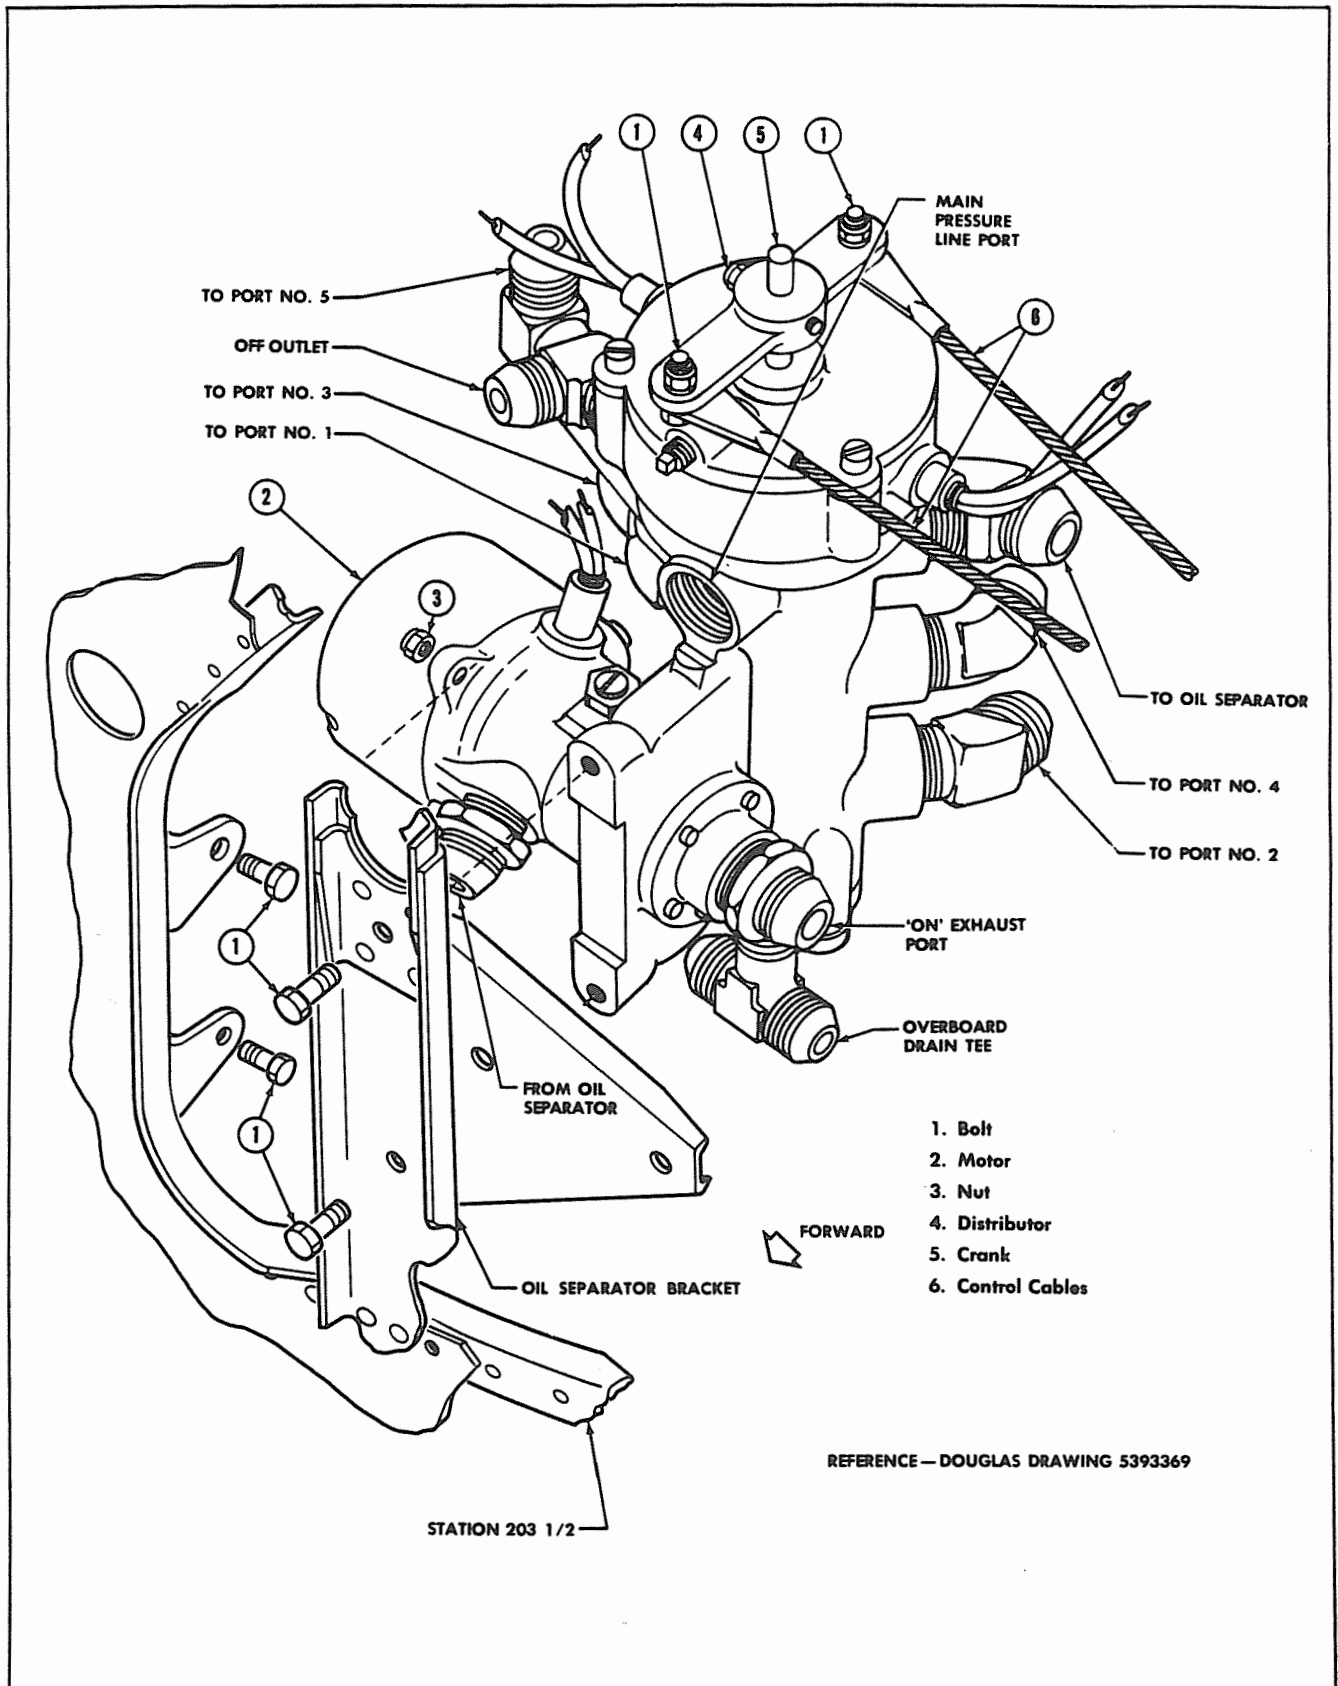 1 4 5 1
MAIN
PRESSURE
LINE PORT
TO PORT NO. 5
6
OFF OUTLET
TO PORT NO. 3
TO PORT NO. 1
2
3
TO OIL SEPARATOR
TO PORT NO. 4
TO PORT NO. 2
1
'ON' EXHAUST
PORT
OVERBOARD
DRAIN TEE
FROM OIL
SEPARATOR
1
1. Bolt
2. Motor
3. Nut
4. Distributor
5. Crank
6. Control Cables
FORWARD
OIL SEPARATOR BRACKET
REFERENCE—DOUGLAS DRAWING 5393369
STATION 203 1/2